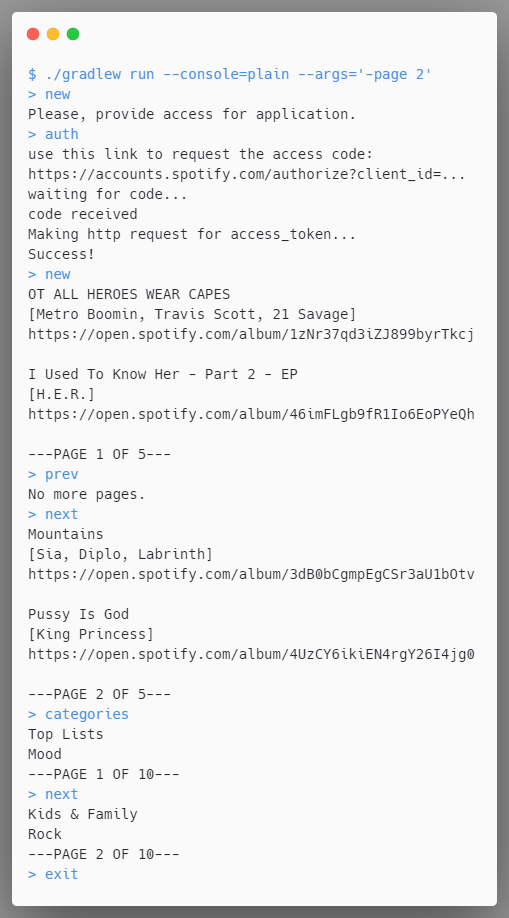 $ ./gradlew run --console=plain --args='-page 2'
> new
Please, provide access for application.
> auth
use this link to request the access code:
https://accounts.spotify.com/authorize?client_id=...
waiting for code...
code received
Making http request for access_token...
Success!
> new
OT ALL HEROES WEAR CAPES
[Metro Boomin, Travis Scott, 21 Savage]
https://open.spotify.com/album/1zNr37qd3iZJ899byrTkcj
I Used To Know Her - Part 2 - EP
[H.E.R.]
https://open.spotify.com/album/46imFLgb9fR1Io6EoPYeQh
---PAGE 1 OF 5---
> prev
No more pages.
> next
Mountains
[Sia, Diplo, Labrinth]
https://open.spotify.com/album/3dB0bCgmpEgCSr3aU1bOtv
Pussy Is God
[King Princess]
https://open.spotify.com/album/4UzCY6ikiEN4rgY26I4jg0
---PAGE 2 OF 5---
> categories
Top Lists
Mood
---PAGE 1 OF 10---
> next
Kids & Family
Rock
---PAGE 2 OF 10---
> exit